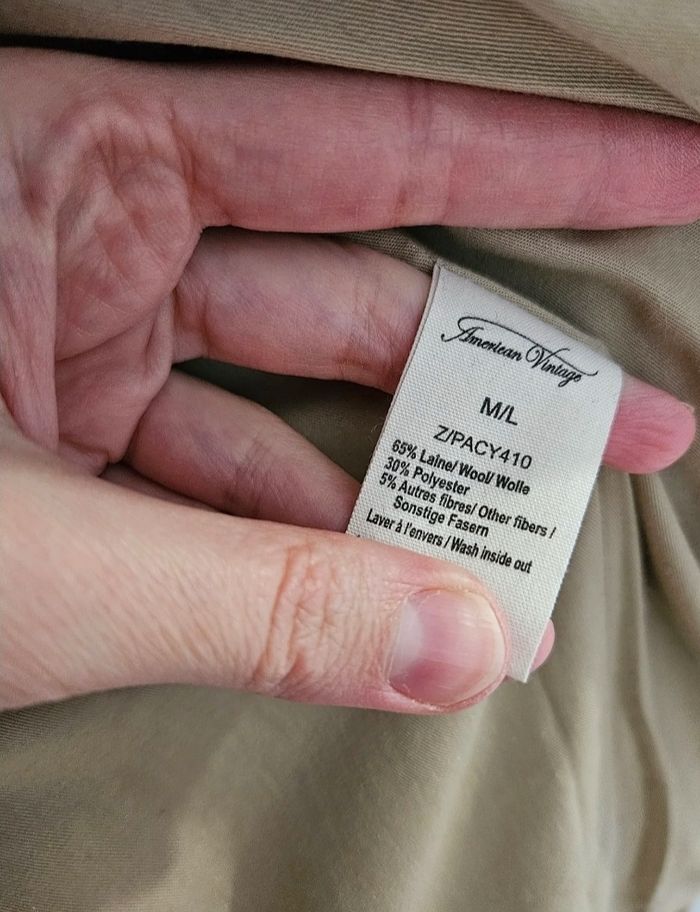 American Vintage
M/L
Z/PACY410
65% Laine/ Wool/ Wolle
30% Polyester
5% Autres fibres/ Other fibers /
Sonstige Fasern
Laver à l'envers / Wash inside out